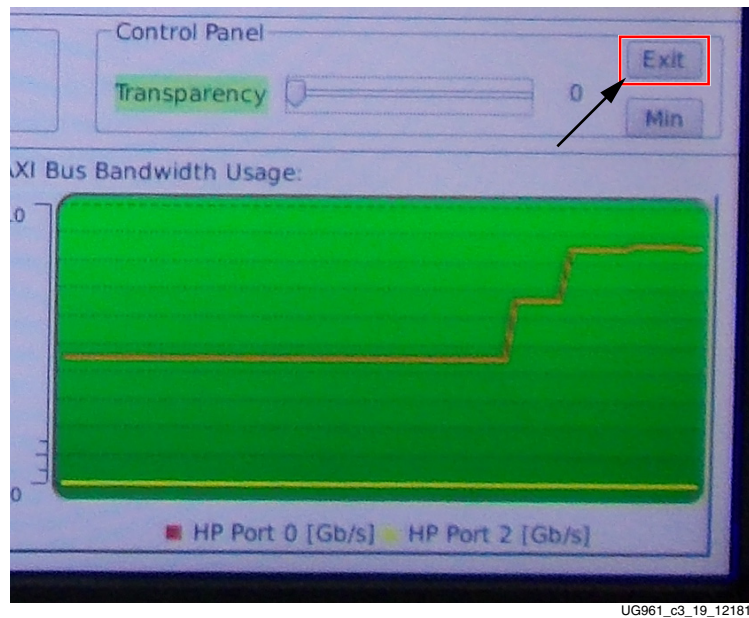 Control Panel
Exit
Transparency
0
Min
XI Bus Bandwidth Usage:
.0
0
HP Port 0 [Gb/s] HP Port 2 [Gb/s]
UG961_c3_19_12181